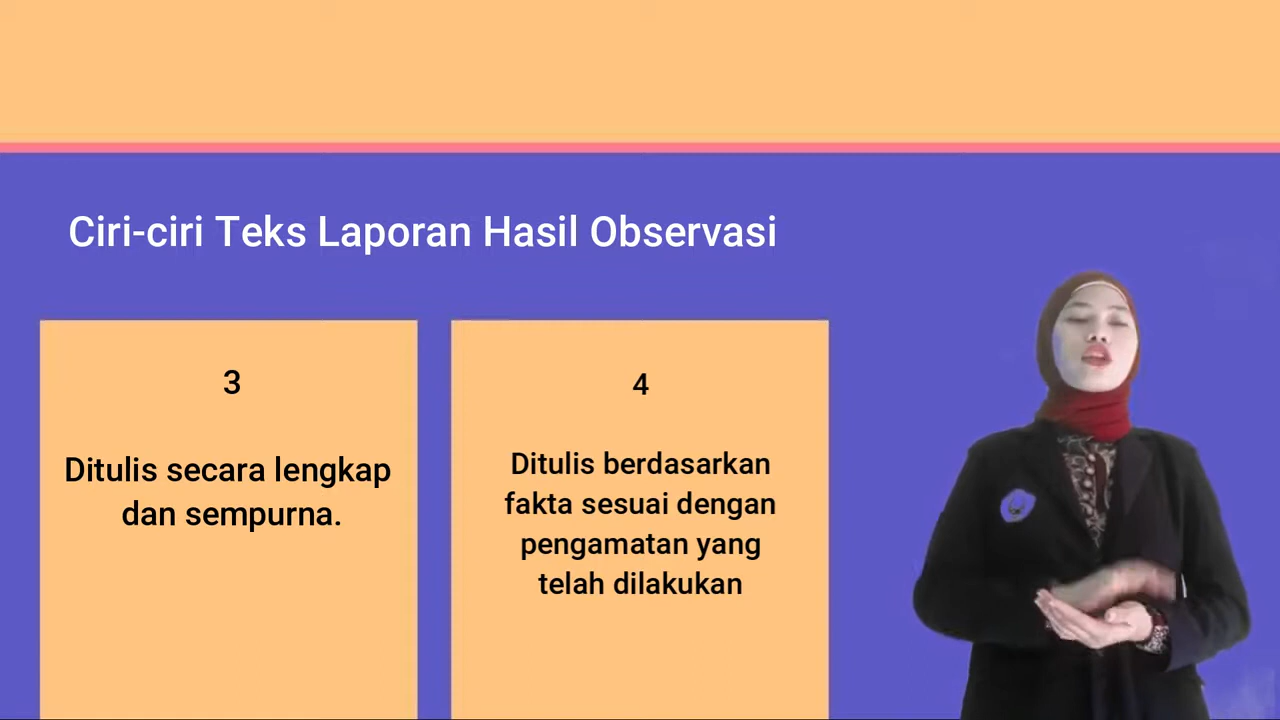 Ciri-ciri Teks Laporan Hasil Observasi
3
Ditulis secara lengkap
dan sempurna.
4
Ditulis berdasarkan
fakta sesuai dengan
pengamatan yang
telah dilakukan